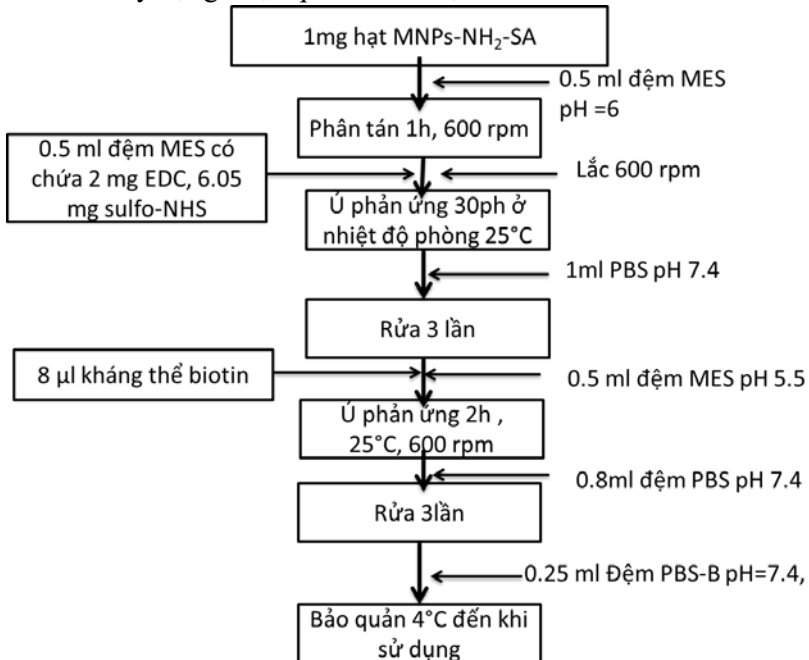 1mg hạt MNPs-NH₂-SA
0.5 ml đệm MES
pH =6
Phân tán 1h, 600 rpm
0.5 ml đệm MES có
chứa 2 mg EDC, 6.05
mg sulfo-NHS
Lắc 600 rpm
Ủ phản ứng 30ph ở
nhiệt độ phòng 25°C
1ml PBS pH 7.4
Rửa 3 lần
8 µl kháng thể biotin
0.5 ml đệm MES pH 5.5
Ủ phản ứng 2h ,
25°C, 600 rpm
0.8ml đệm PBS pH 7.4
Rửa 3lần
0.25 ml Đệm PBS-B pH=7.4,
Bảo quản 4°C đến khi
sử dụng